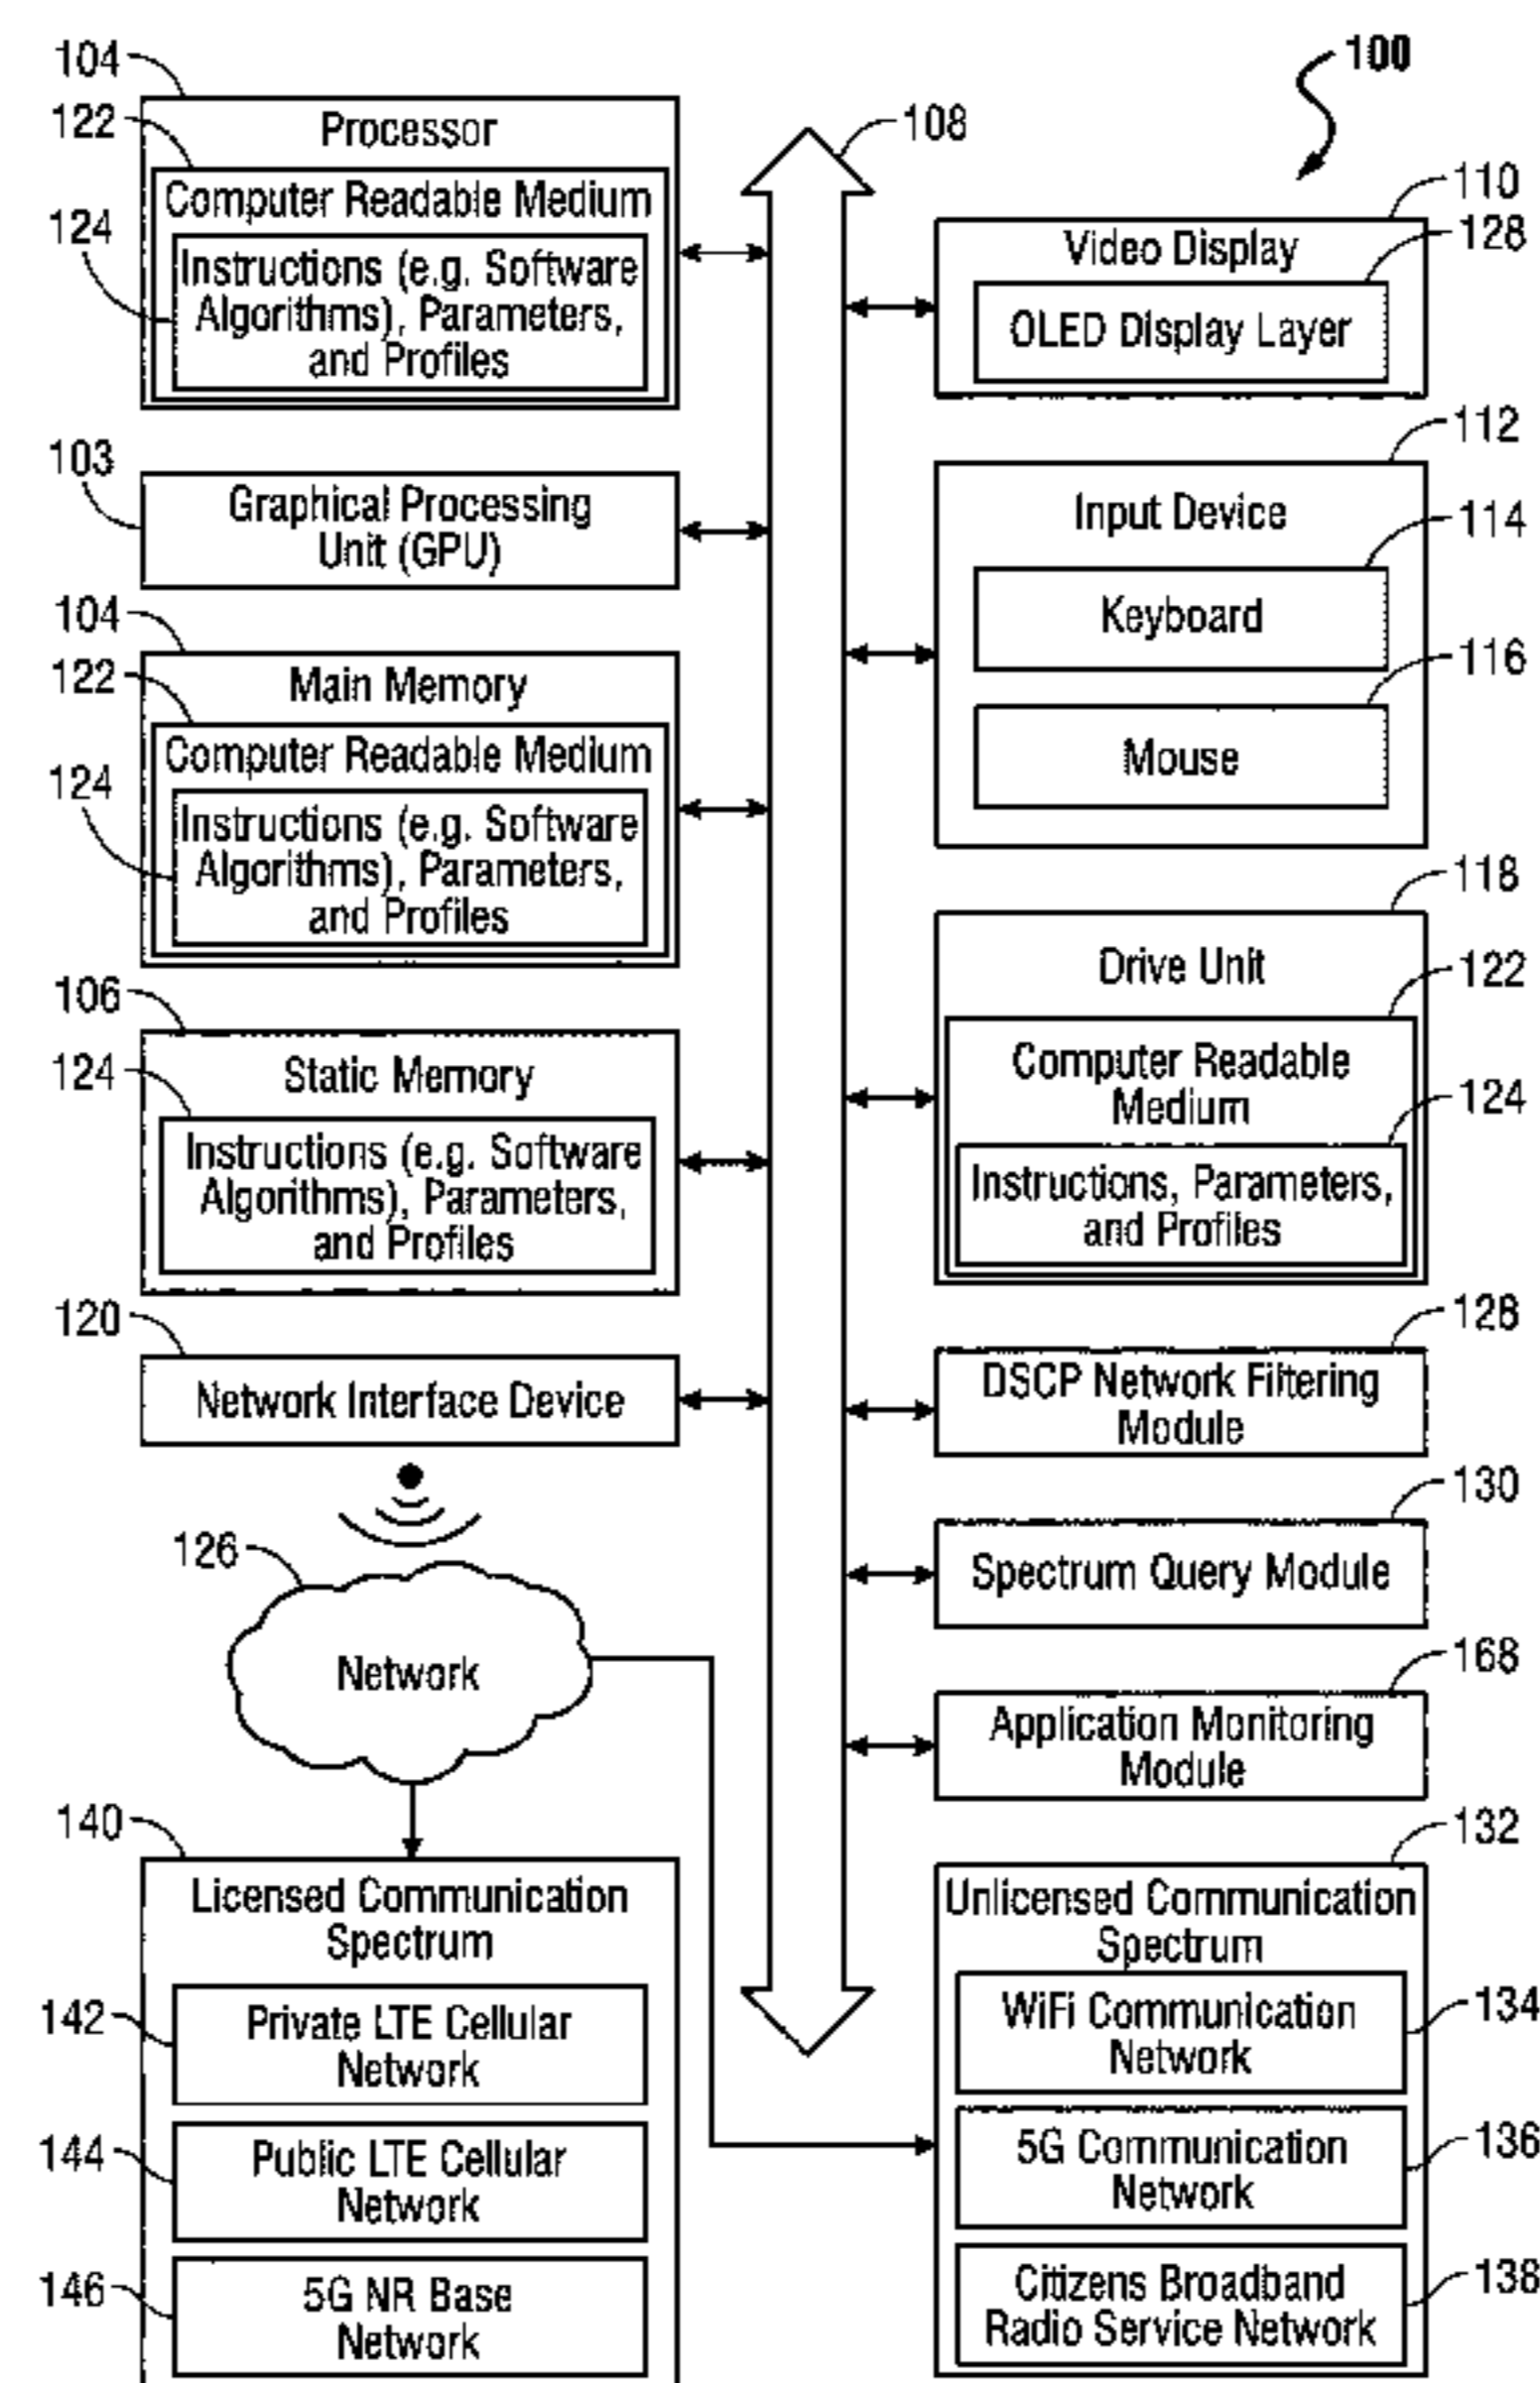 100
104
Processor
122
Computer Readable Medium
124
Instructions (e.g. Software
Algorithms), Parameters,
and Profiles
103
Graphical Processing
Unit (GPU)
104
Main Memory
122
Computer Readable Medium
124
Instructions (e.g. Software
Algorithms), Parameters,
and Profiles
106
Static Memory
124
Instructions (e.g. Software
Algorithms), Parameters,
and Profiles
120
Network Interface Device
126
Network
140
Licensed Communication
Spectrum
142
Private LTE Cellular
Network
144
Public LTE Cellular
Network
146
5G NR Base
Network
108
110
Video Display
128
OLED Display Layer
112
Input Device
114
Keyboard
116
Mouse
118
Drive Unit
122
Computer Readable
Medium
124
Instructions, Parameters,
and Profiles
128
DSCP Network Filtering
Module
130
Spectrum Query Module
168
Application Monitoring
Module
132
Unlicensed Communication
Spectrum
WiFi Communication
Network
134
5G Communication
Network
136
Citizens Broadband
Radio Service Network
138